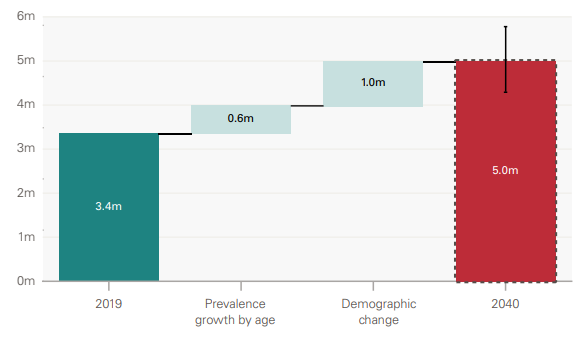 6m
5m
4m
3m
2m
1m
0m
3.4m
0.6m
1.0m
5.0m
2019
Prevalence
growth by age
Demographic
change
2040